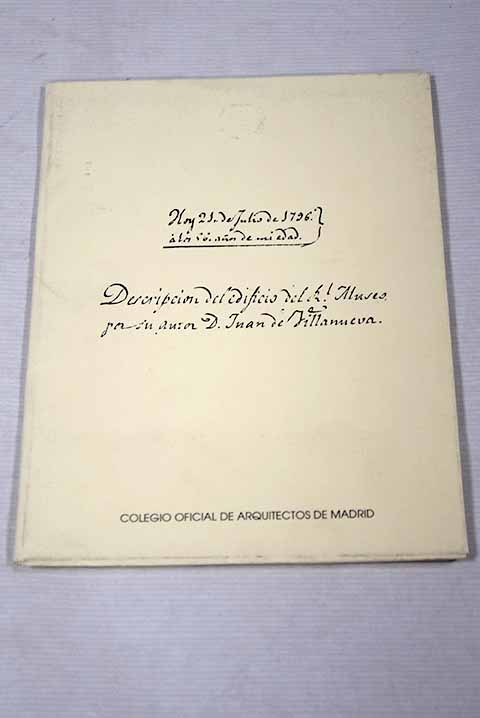 Hoy 21. de Julio de 1796.
a los 56. años de mi edad.
Descripcion del edificio del Rl. Museo,
por su autor D. Juan de Villanueva.
COLEGIO OFICIAL DE ARQUITECTOS DE MADRID